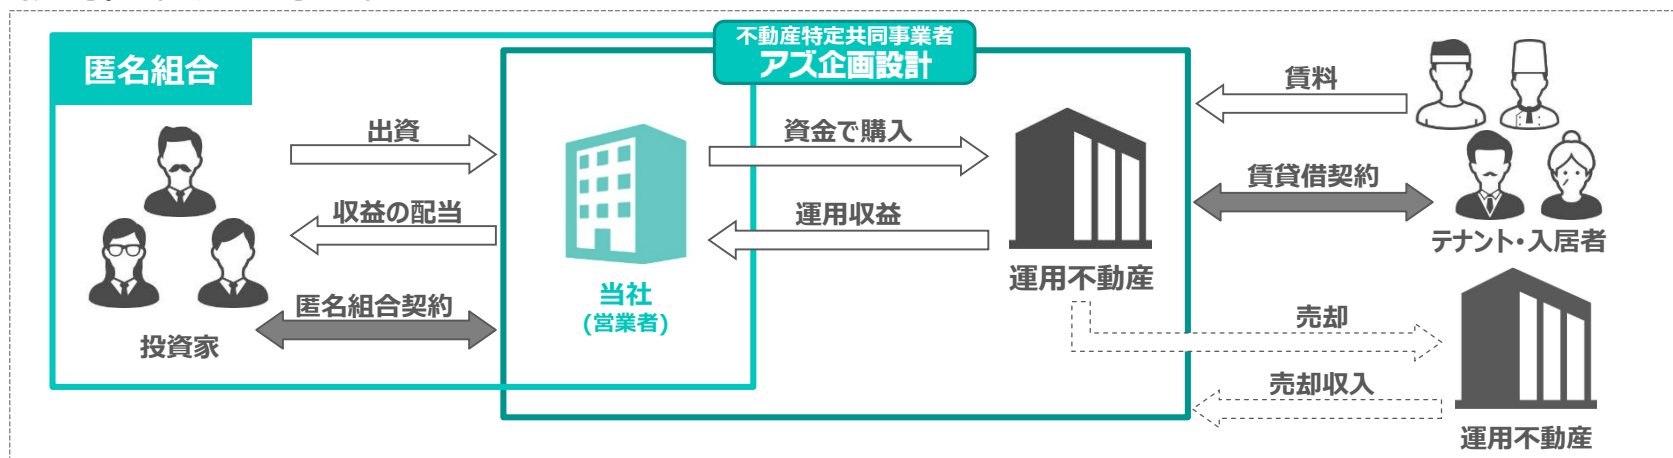 不動産特定共同事業者
アズ企画設計
匿名組合
出資
収益の配当
匿名組合契約
投資家
当社
(営業者)
資金で購入
運用収益
運用不動産
賃料
賃貸借契約
テナント・入居者
売却
売却収入
運用不動産